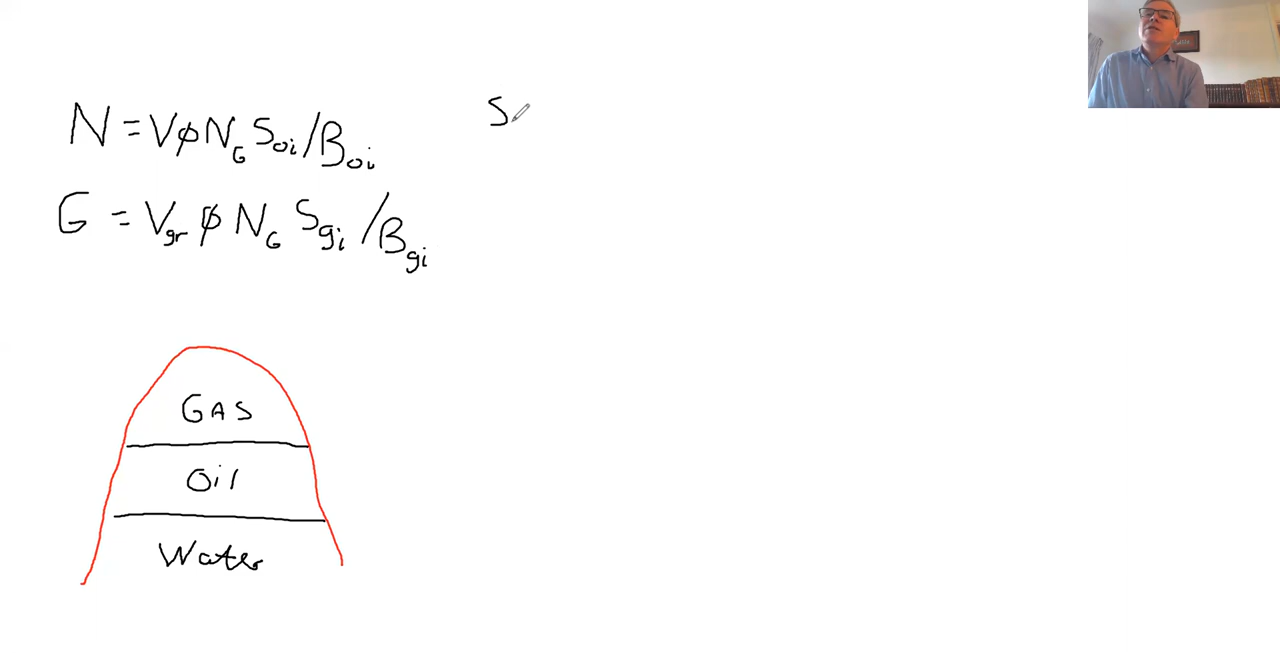 N = VφN_G S_oi / B_oi
S
G = V_gr φ N_G S_gi / B_gi
GAS
Oil
Water